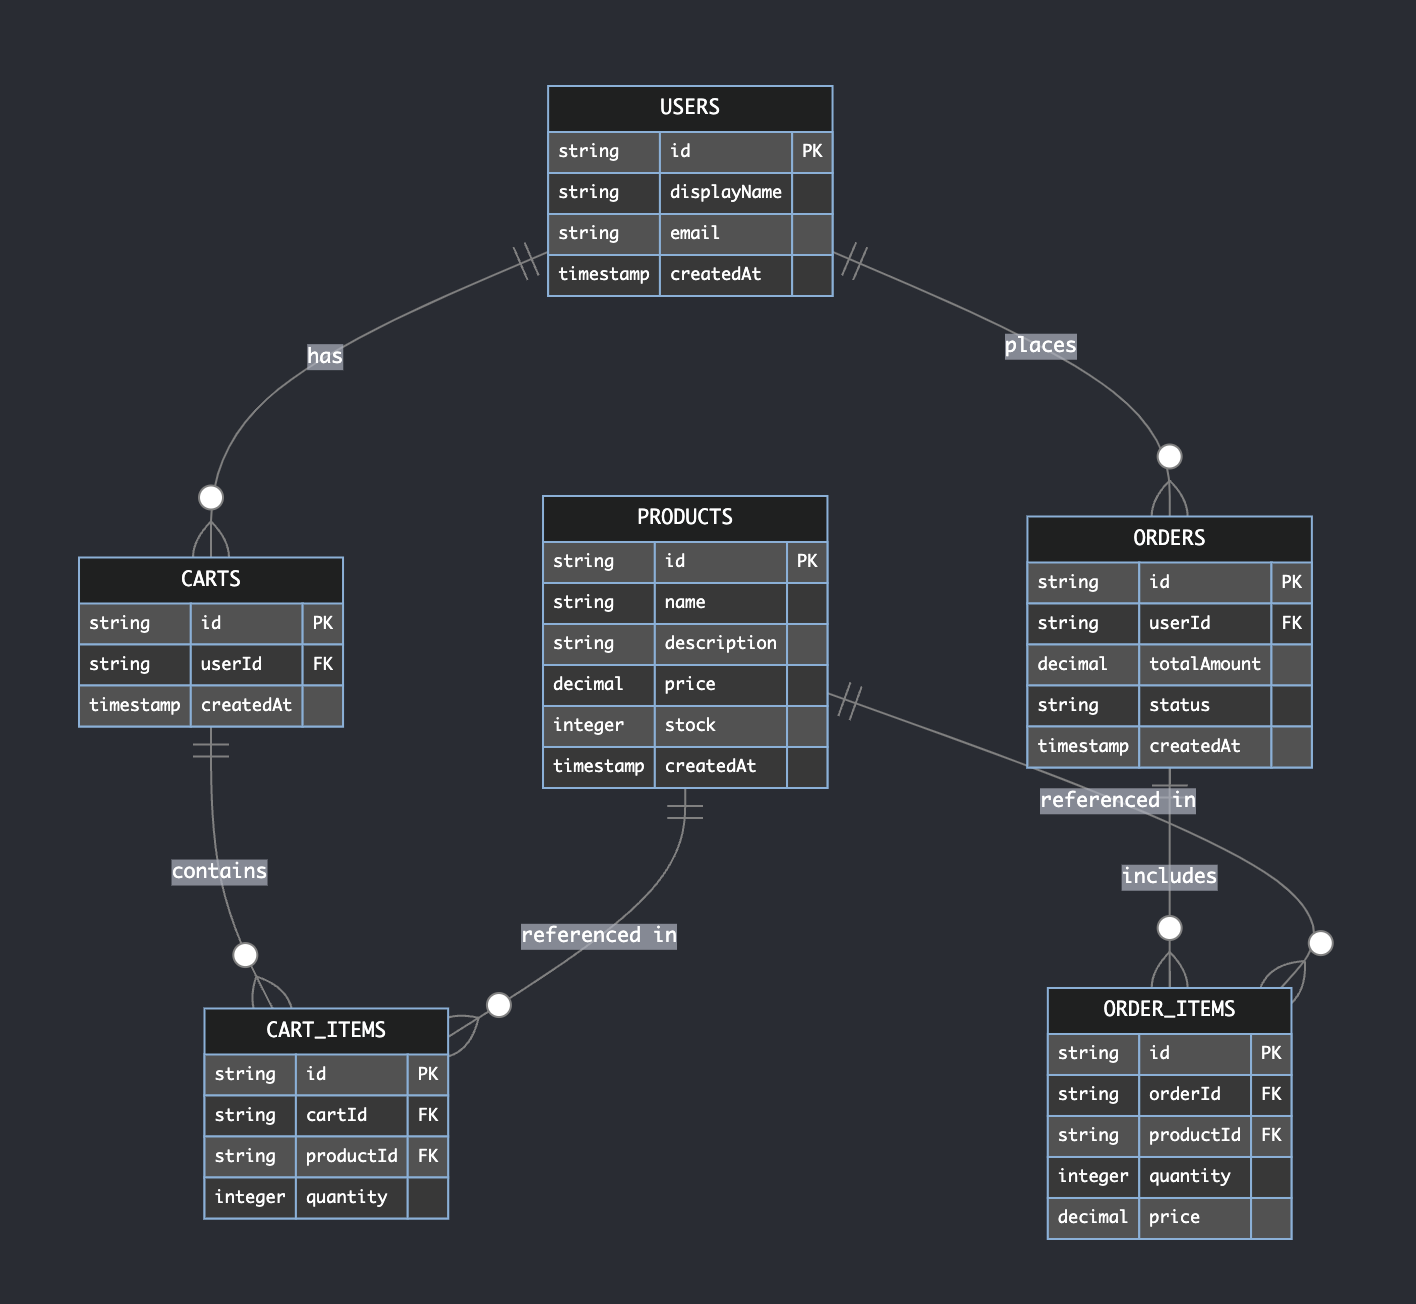 USERS
string id PK
string displayName
string email
timestamp createdAt
has
places
PRODUCTS
string id PK
string name
string description
decimal price
integer stock
timestamp createdAt
ORDERS
string id PK
string userId FK
decimal totalAmount
string status
timestamp createdAt
CARTS
string id PK
string userId FK
timestamp createdAt
referenced in
contains
includes
referenced in
CART_ITEMS
string id PK
string cartId FK
string productId FK
integer quantity
ORDER_ITEMS
string id PK
string orderId FK
string productId FK
integer quantity
decimal price